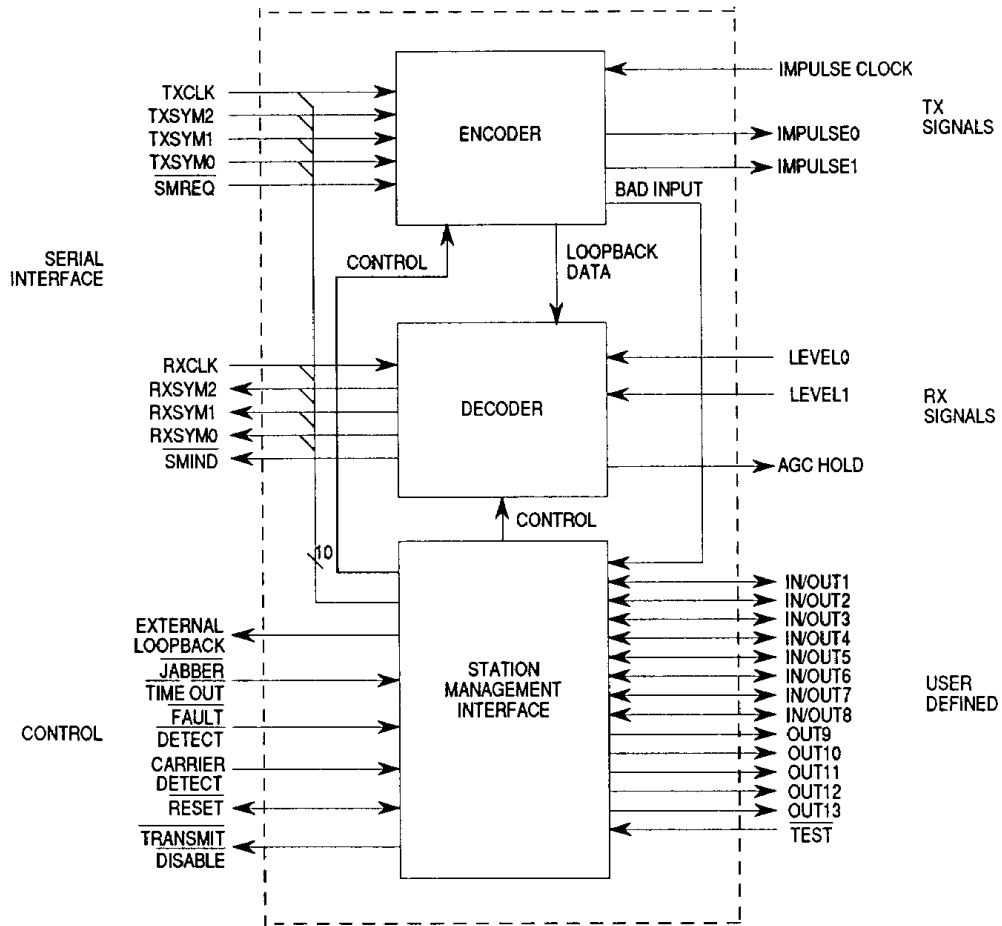 TXCLK
TXSYM2
TXSYM1
TXSYM0
SMREQ
SERIAL
INTERFACE
RXCLK
RXSYM2
RXSYM1
RXSYM0
SMIND
EXTERNAL
LOOPBACK
JABBER
TIME OUT
FAULT
DETECT
CARRIER
DETECT
RESET
TRANSMIT
DISABLE
CONTROL
ENCODER
CONTROL
LOOPBACK
DATA
BAD INPUT
DECODER
CONTROL
10
STATION
MANAGEMENT
INTERFACE
IMPULSE CLOCK
IMPULSE0
IMPULSE1
TX
SIGNALS
LEVEL0
LEVEL1
AGC HOLD
RX
SIGNALS
IN/OUT1
IN/OUT2
IN/OUT3
IN/OUT4
IN/OUT5
IN/OUT6
IN/OUT7
IN/OUT8
OUT9
OUT10
OUT11
OUT12
OUT13
TEST
USER
DEFINED